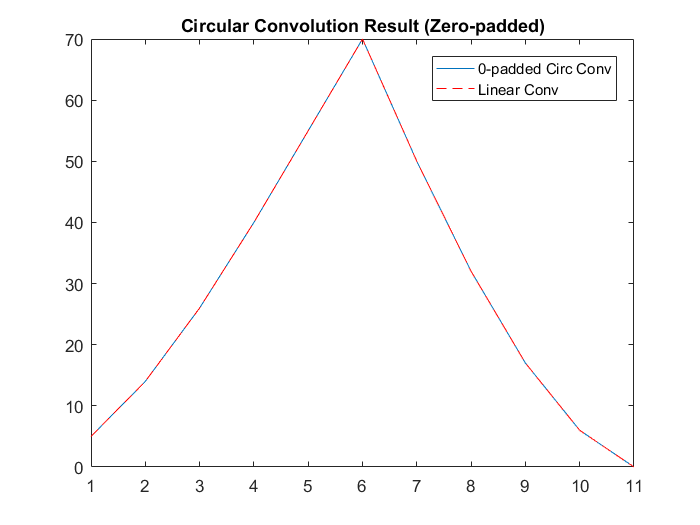 Circular Convolution Result (Zero-padded)
70
60
50
40
30
20
10
0
0-padded Circ Conv
Linear Conv
1 2 3 4 5 6 7 8 9 10 11